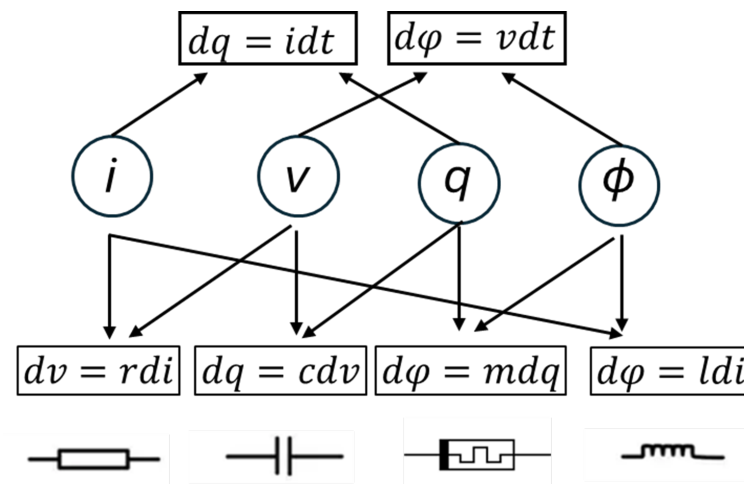 dq = idt
dφ = vdt
i
v
q
ϕ
dv = rdi
dq = cdv
dφ = mdq
dφ = ldi